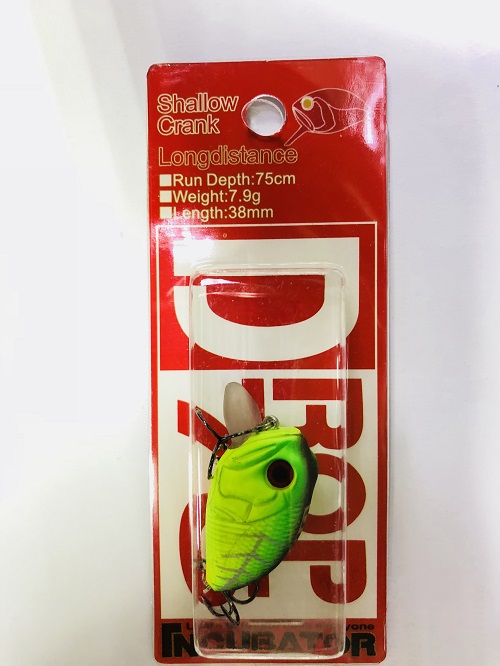 Shallow
Crank
Longdistance
Run Depth:75cm
Weight:7.9g
Length:38mm
DROP
INCUBATOR